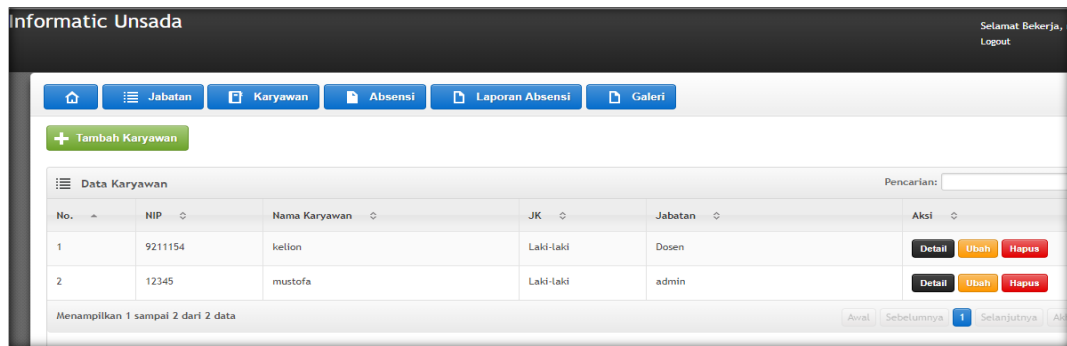 Informatic Unsada
Selamat Bekerja,
Logout
Jabatan Karyawan Absensi Laporan Absensi Galeri
Tambah Karyawan
Data Karyawan Pencarian:
No. NIP Nama Karyawan JK Jabatan Aksi
1 9211154 kelion Laki-laki Dosen Detail Ubah Hapus
2 12345 mustofa Laki-laki admin Detail Ubah Hapus
Menampilkan 1 sampai 2 dari 2 data Awal Sebelumnya 1 Selanjutnya